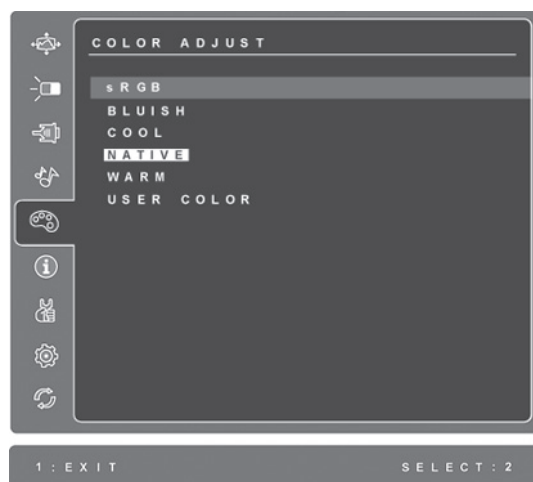 COLOR ADJUST
sRGB
BLUISH
COOL
NATIVE
WARM
USER COLOR
1:EXIT SELECT:2